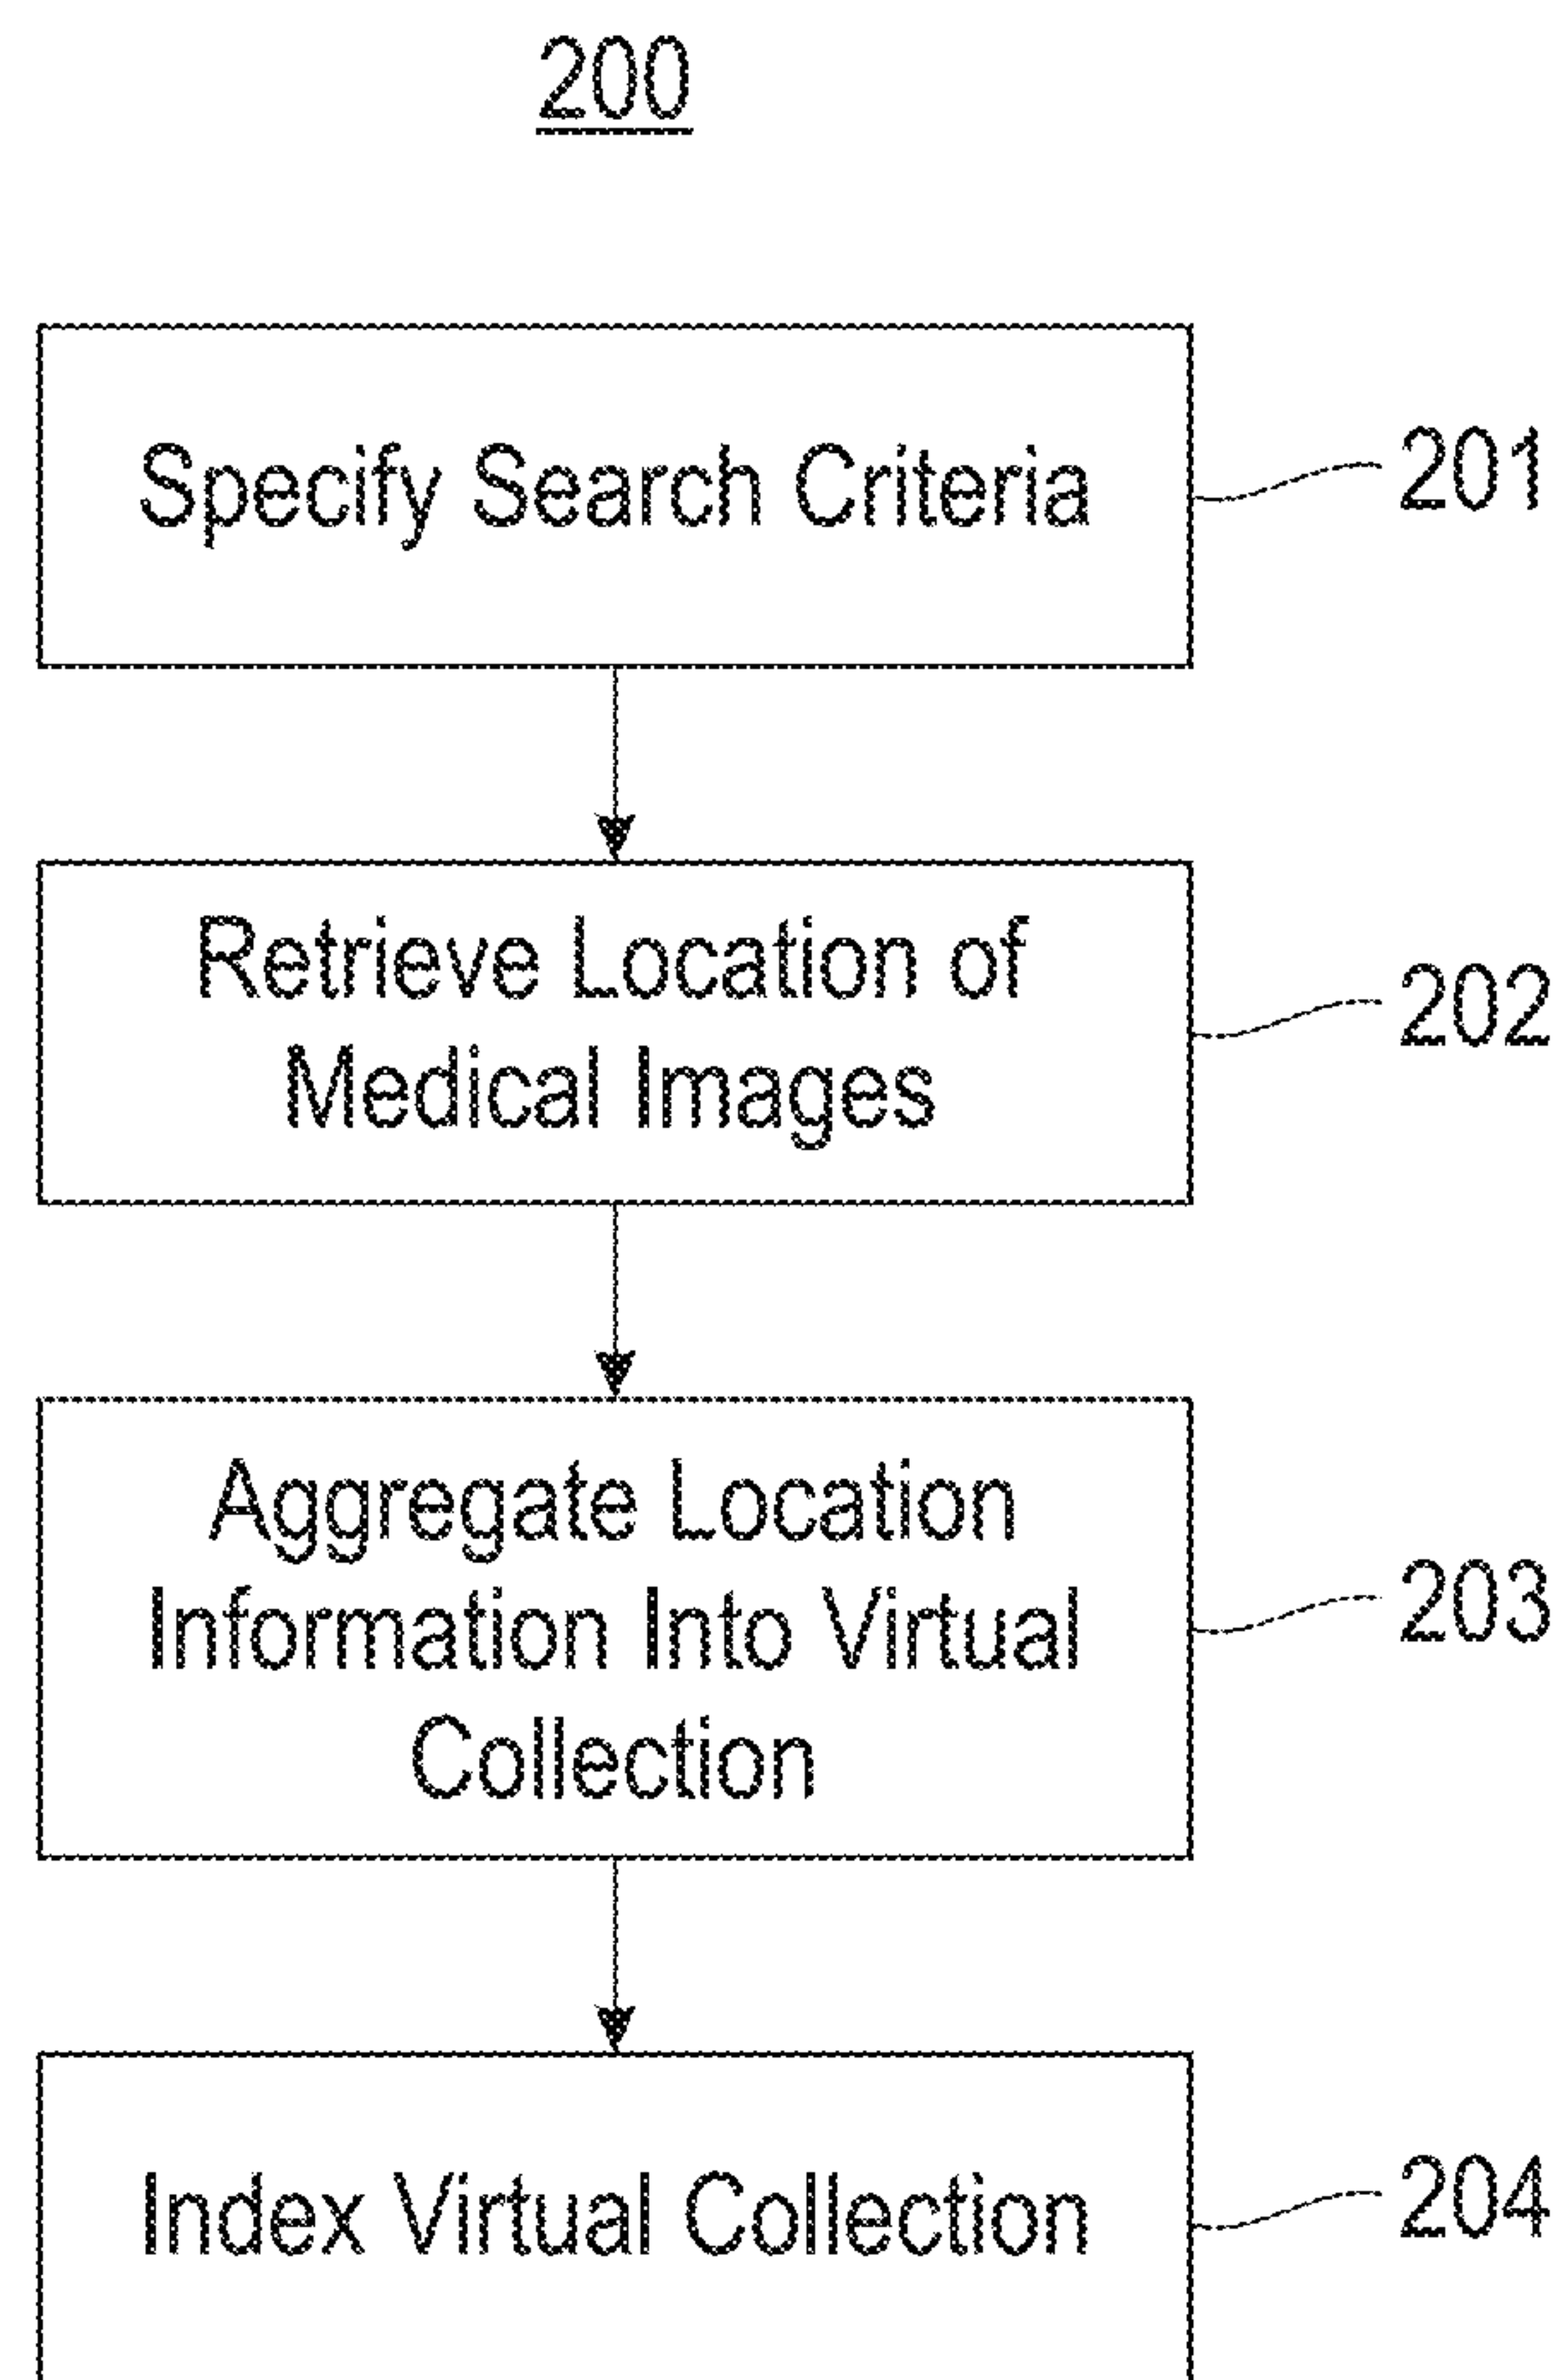 200
Specify Search Criteria
201
Retrieve Location of
Medical Images
202
Aggregate Location
Information Into Virtual
Collection
203
Index Virtual Collection
204